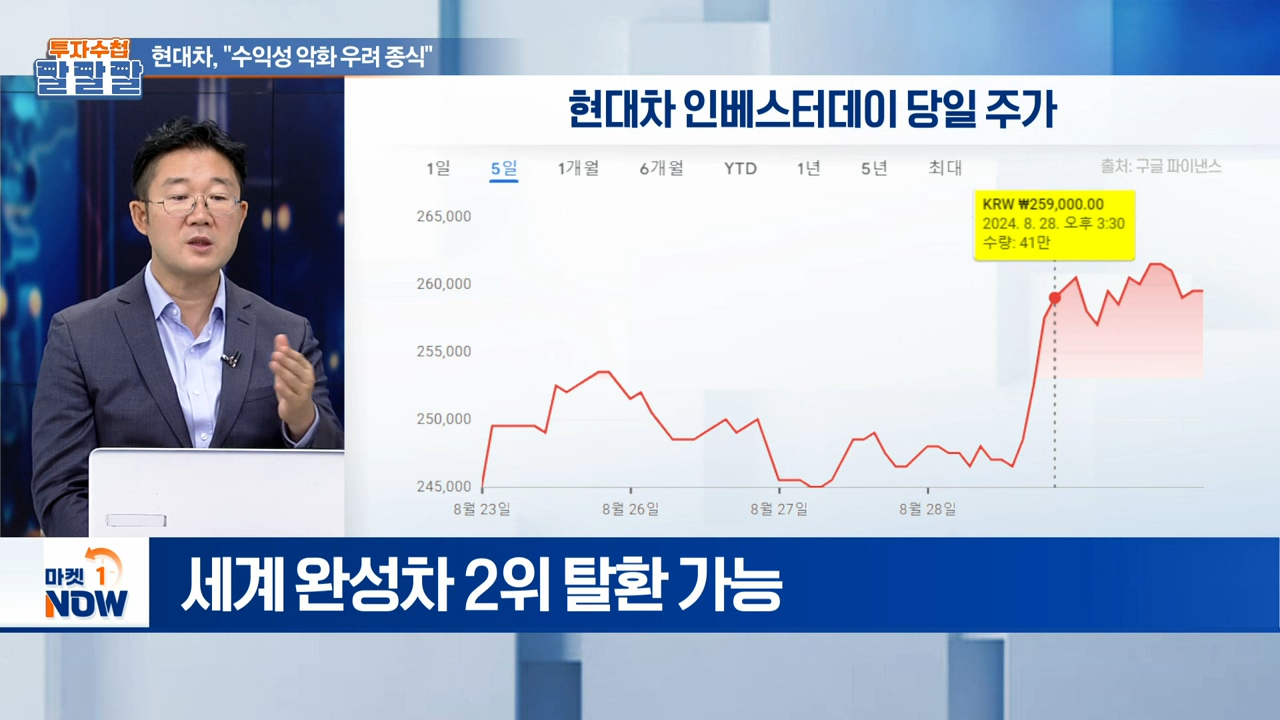 투자수첩
팔팔팔
현대차, "수익성 악화 우려 종식"
현대차 인베스터데이 당일 주가
1일 5일 1개월 6개월 YTD 1년 5년 최대
출처: 구글 파이낸스
KRW ₩259,000.00
2024. 8. 28. 오후 3:30
수량: 41만
265,000
260,000
255,000
250,000
245,000
8월 23일 8월 26일 8월 27일 8월 28일
마켓 1
NOW
세계 완성차 2위 탈환 가능